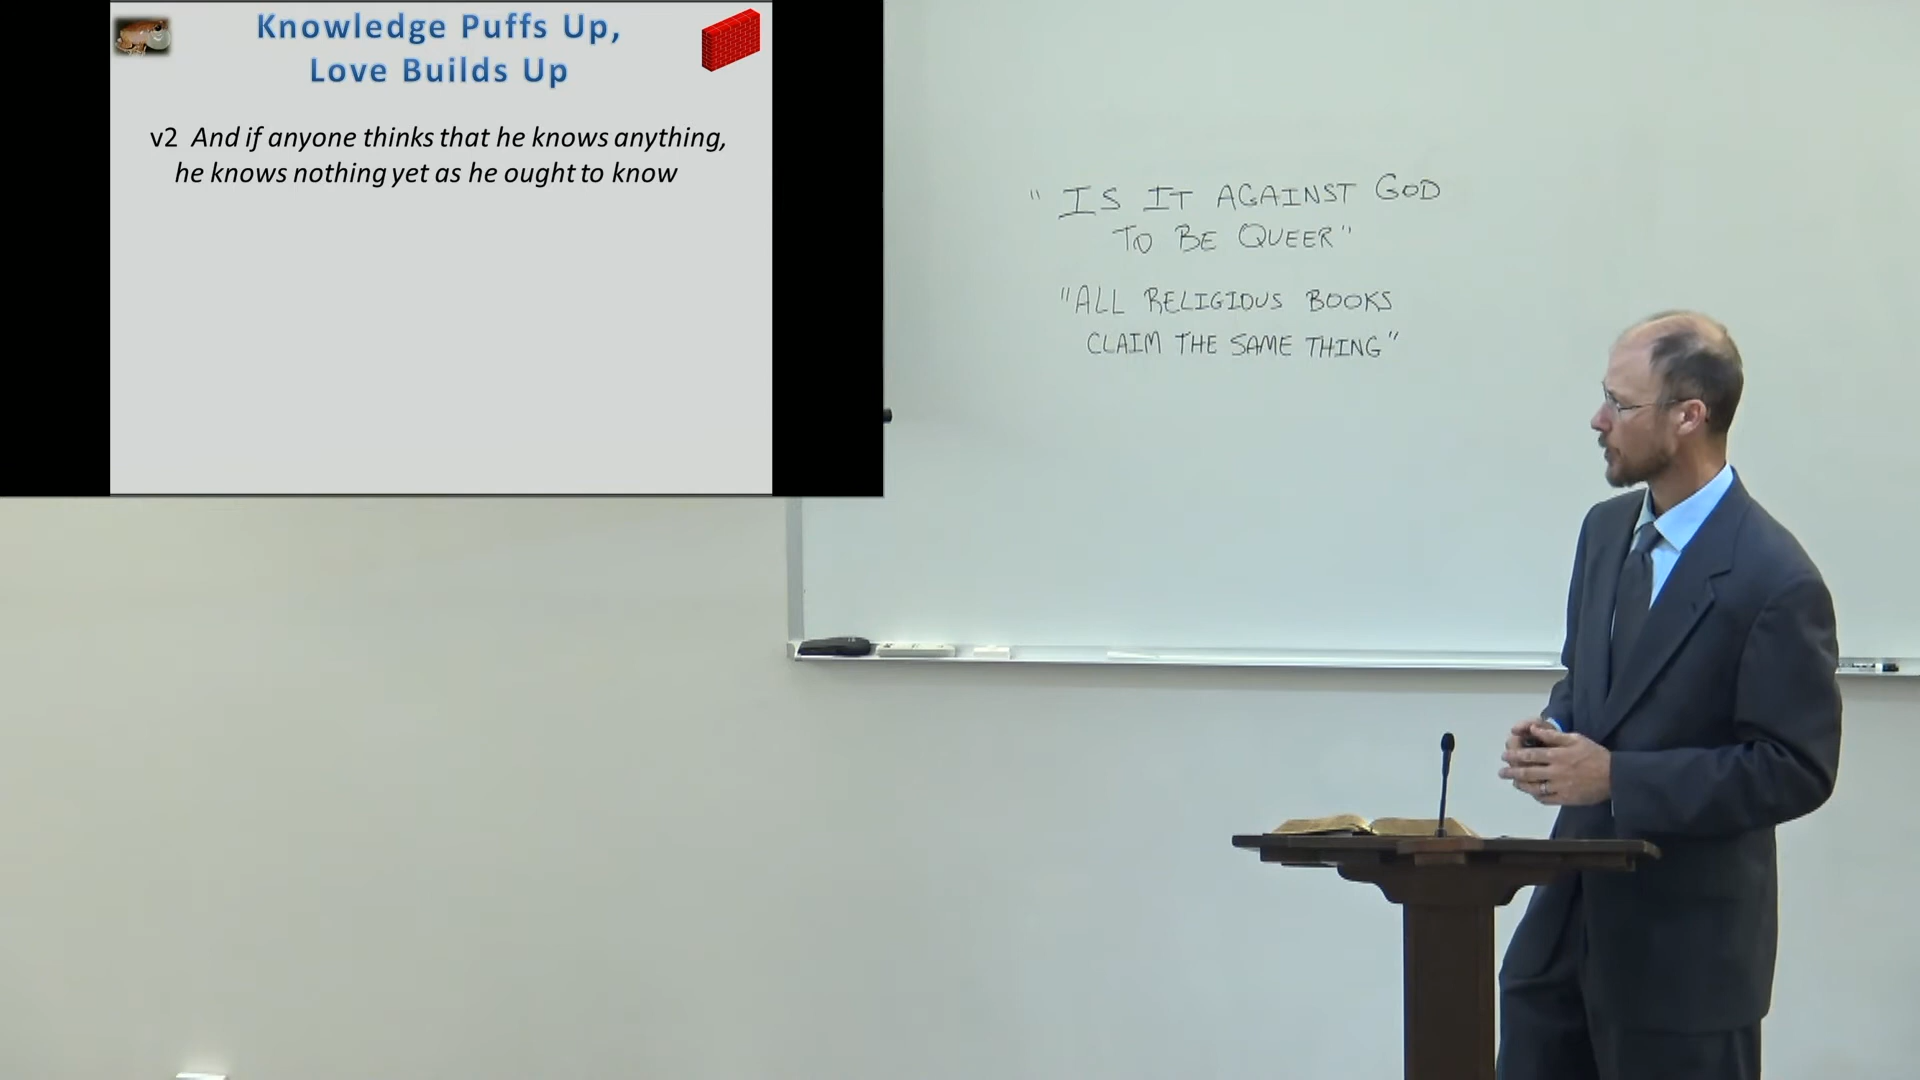 Knowledge Puffs Up,
Love Builds Up
v2 And if anyone thinks that he knows anything,
he knows nothing yet as he ought to know
" IS IT AGAINST GOD
TO BE QUEER"
"ALL RELIGIOUS BOOKS
CLAIM THE SAME THING"